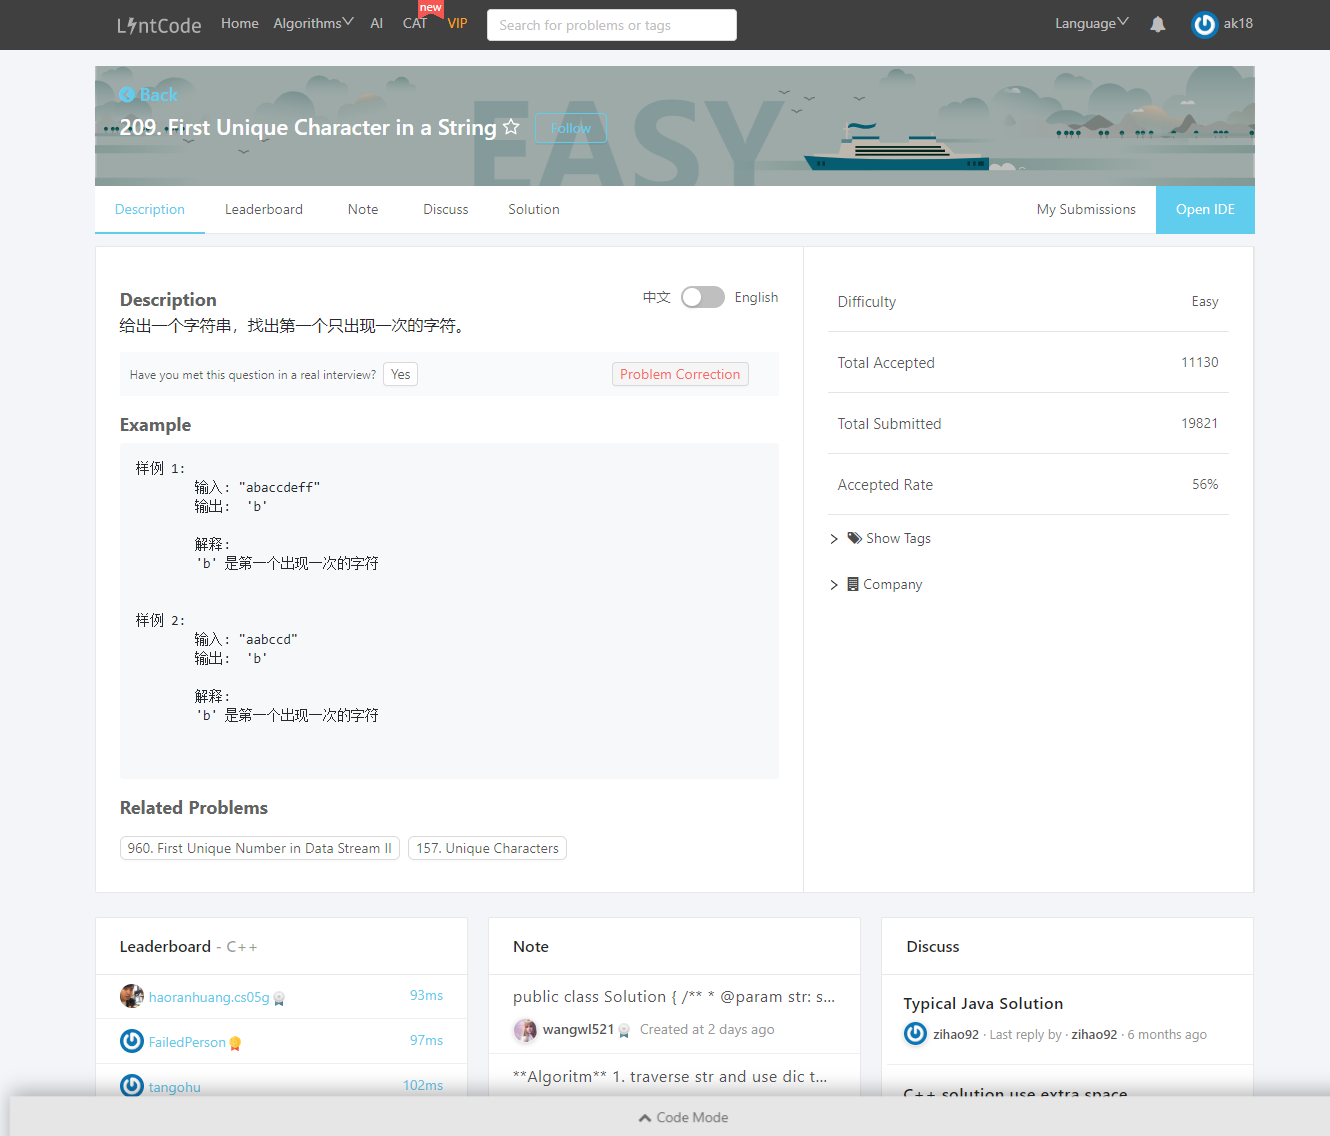 LintCode
Home
Algorithms
AI
CAT
new
VIP
Search for problems or tags
Language
ak18
Back
EASY
209. First Unique Character in a String
Follow
Description
Leaderboard
Note
Discuss
Solution
My Submissions
Open IDE
Description
中文
English
给出一个字符串，找出第一个只出现一次的字符。
Have you met this question in a real interview?
Yes
Problem Correction
Example
样例 1:
输入: "abaccdeff"
输出:  'b'
解释:
'b' 是第一个出现一次的字符
样例 2:
输入: "aabccd"
输出:  'b'
解释:
'b' 是第一个出现一次的字符
Related Problems
960. First Unique Number in Data Stream II
157. Unique Characters
Difficulty
Easy
Total Accepted
11130
Total Submitted
19821
Accepted Rate
56%
Show Tags
Company
Leaderboard - C++
haoranhuang.cs05g
93ms
FailedPerson
97ms
tangohu
102ms
Note
public class Solution { /** * @param str: s...
wangwl521
Created at 2 days ago
**Algoritm** 1. traverse str and use dic t...
Discuss
Typical Java Solution
zihao92 · Last reply by · zihao92 · 6 months ago
C++ solution use extra space
Code Mode